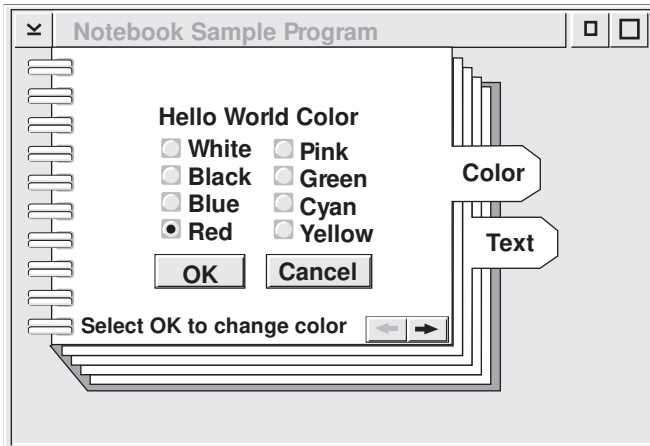 Notebook Sample Program
Hello World Color
White Pink
Black Green
Blue Cyan
Red Yellow
OK Cancel
Select OK to change color
Color
Text